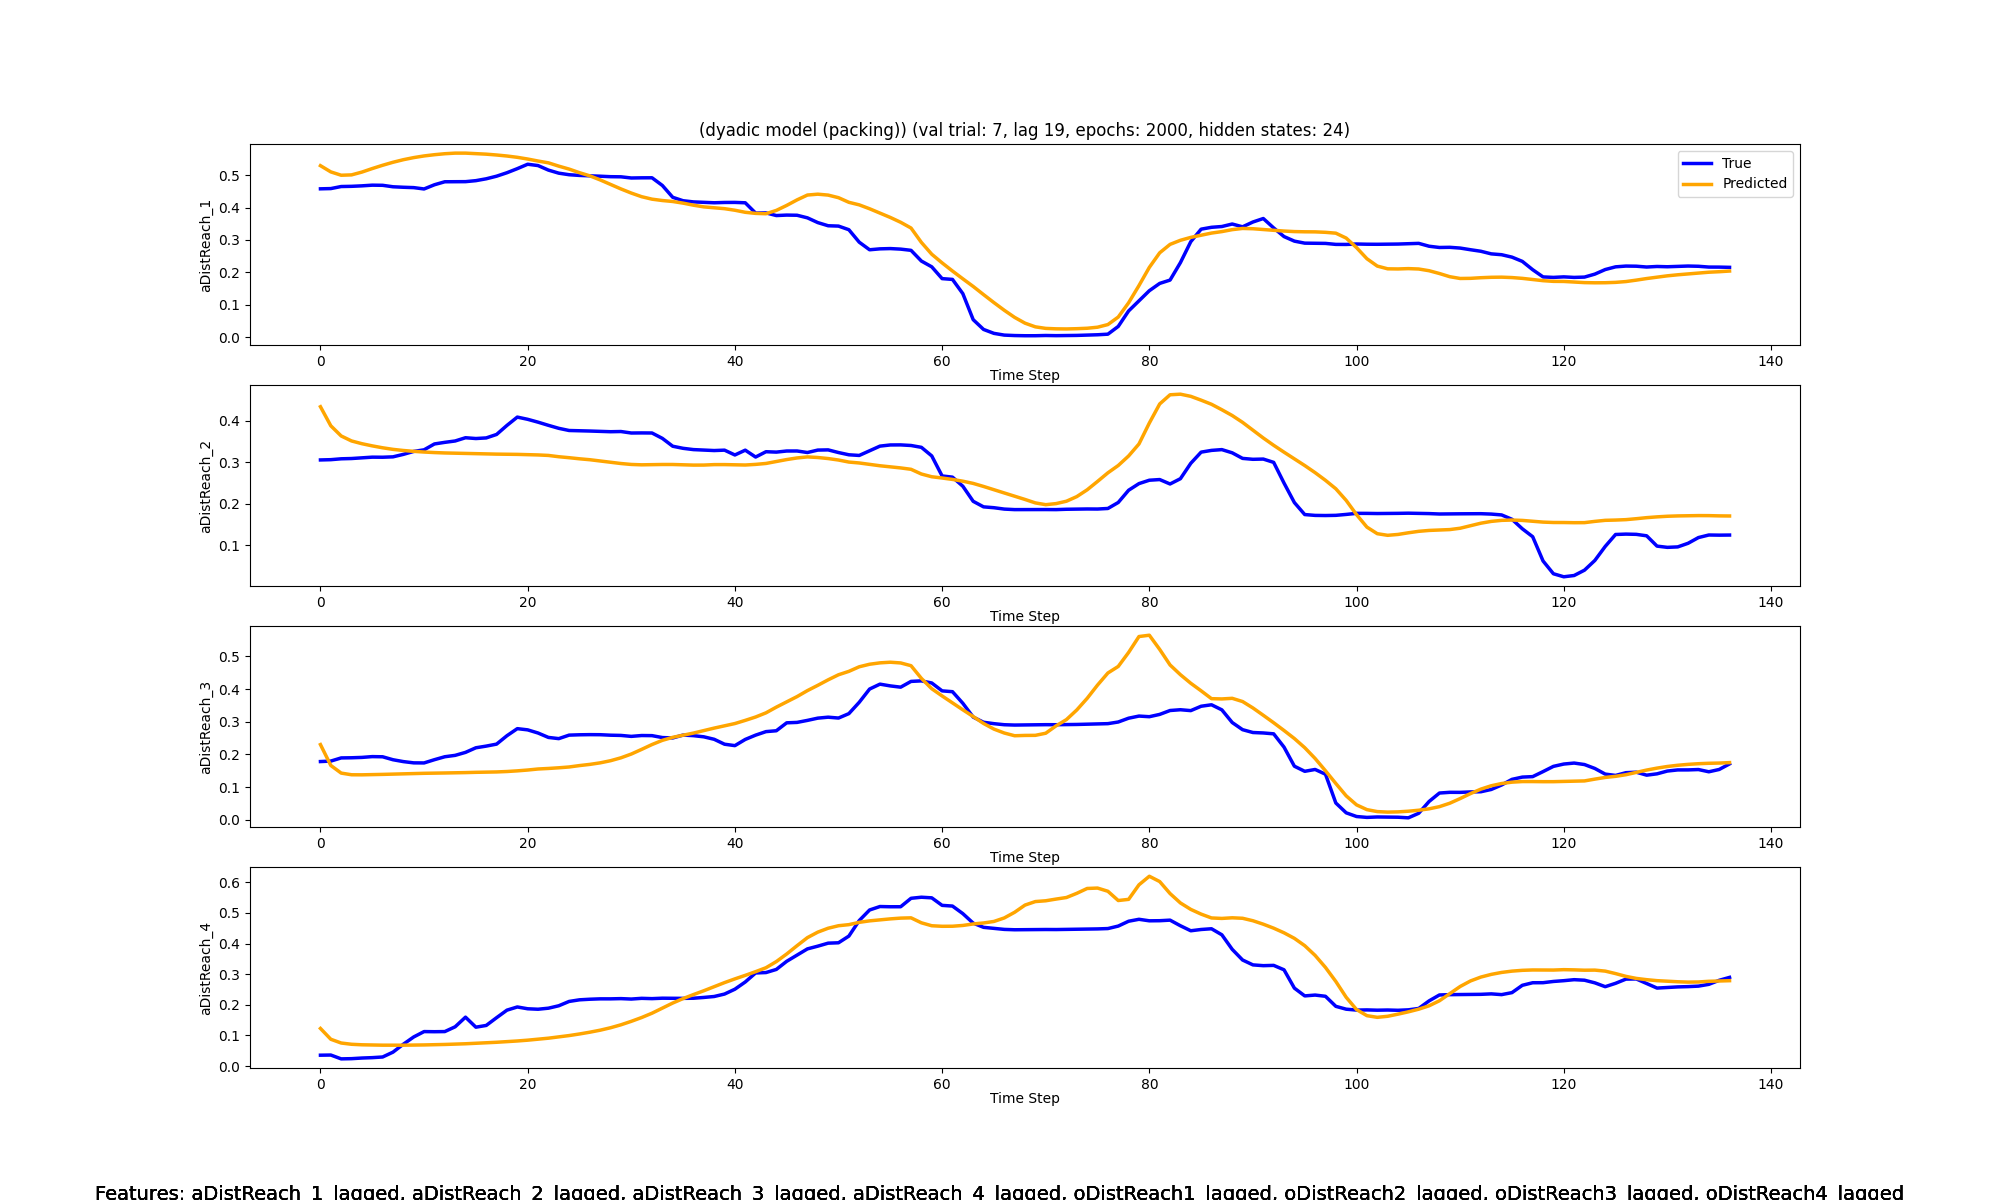 (dyadic model (packing)) (val trial: 7, lag 19, epochs: 2000, hidden states: 24)
True
Predicted
aDistReach_1
0.5
0.4
0.3
0.2
0.1
0.0
0 20 40 60 80 100 120 140
Time Step
aDistReach_2
0.4
0.3
0.2
0.1
0 20 40 60 80 100 120 140
Time Step
aDistReach_3
0.5
0.4
0.3
0.2
0.1
0.0
0 20 40 60 80 100 120 140
Time Step
aDistReach_4
0.6
0.5
0.4
0.3
0.2
0.1
0.0
0 20 40 60 80 100 120 140
Time Step
Features: aDistReach_1_lagged, aDistReach_2_lagged, aDistReach_3_lagged, aDistReach_4_lagged, oDistReach1_lagged, oDistReach2_lagged, oDistReach3_lagged, oDistReach4_lagged